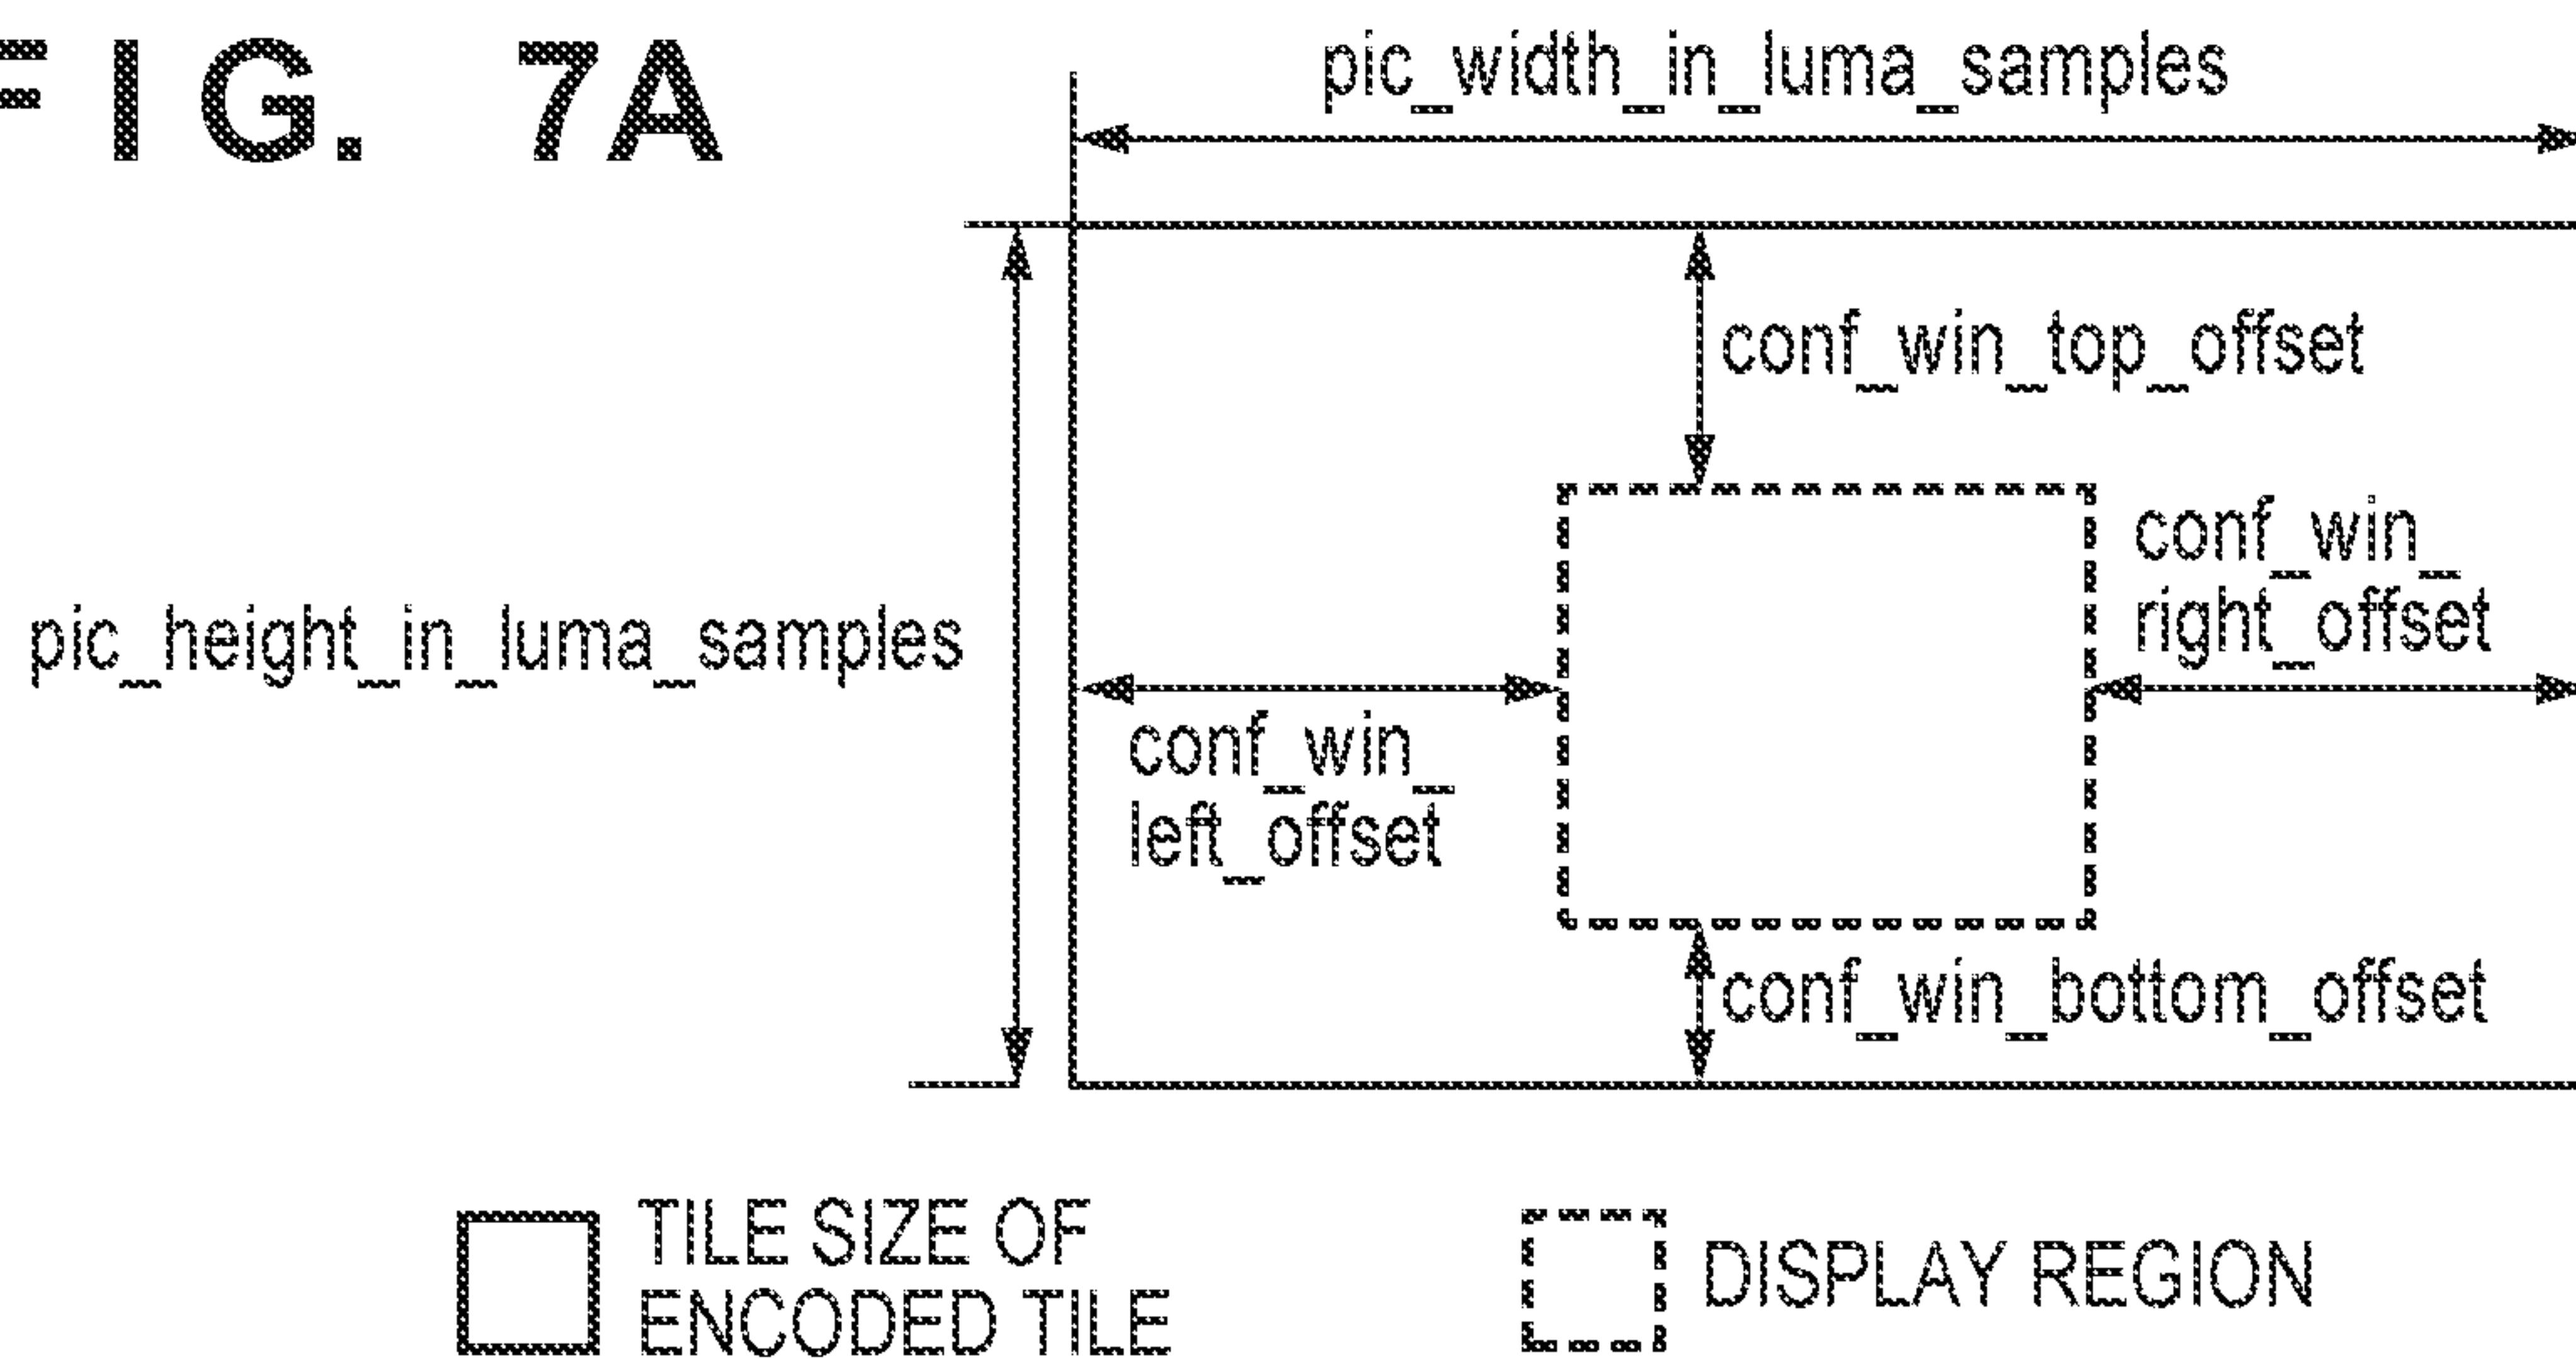 FIG. 7A
pic_width_in_luma_samples
conf_win_top_offset
conf_win_
right_offset
pic_height_in_luma_samples
conf_win_
left_offset
conf_win_bottom_offset
TILE SIZE OF
ENCODED TILE
DISPLAY REGION